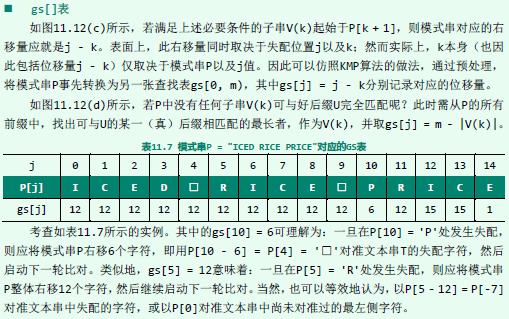 ■ gs[]表
如图11.12(c)所示，若满足上述必要条件的子串V(k)起始于P[k + 1]，则模式串对应的右
移量应就是j - k。表面上，此右移量同时取决于失配位置j以及k；然而实际上，k本身（也因
此包括位移量j - k）仅取决于模式串P以及j值。因此可以仿照KMP算法的做法，通过预处理，
将模式串P事先转换为另一张查找表gs[0, m)，其中gs[j] = j - k分别记录对应的位移量。
如图11.12(d)所示，若P中没有任何子串V(k)可与好后缀U完全匹配呢？此时需从P的所有
前缀中，找出可与U的某一（真）后缀相匹配的最长者，作为V(k)，并取gs[j] = m - |V(k)|。
表11.7 模式串P = "ICED RICE PRICE"对应的GS表
j 0 1 2 3 4 5 6 7 8 9 10 11 12 13 14
P[j] I C E D □ R I C E □ P R I C E
gs[j] 12 12 12 12 12 12 12 12 12 12 6 12 15 15 1
考查如表11.7所示的实例。其中的gs[10] = 6可理解为：一旦在P[10] = 'P'处发生失配，
则应将模式串P右移6个字符，即用P[10 - 6] = P[4] = '□'对准文本串T的失配字符，然后
启动下一轮比对。类似地，gs[5] = 12意味着：一旦在P[5] = 'R'处发生失配，则应将模式串
P整体右移12个字符，然后继续启动下一轮比对。当然，也可以等效地认为，以P[5 - 12] = P[-7]
对准文本串中失配的字符，或以P[0]对准文本串中尚未对准过的最左侧字符。